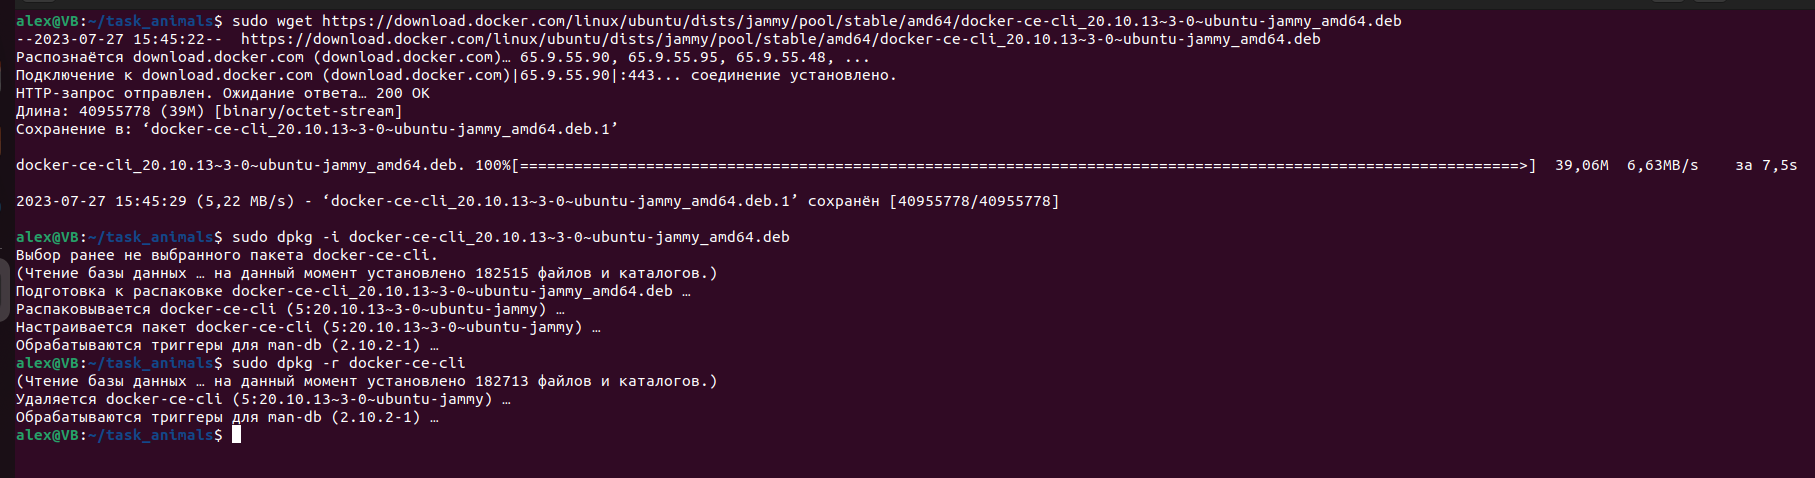 alex@VB:~/task_animals$ sudo wget https://download.docker.com/linux/ubuntu/dists/jammy/pool/stable/amd64/docker-ce-cli_20.10.13~3-0~ubuntu-jammy_amd64.deb
--2023-07-27 15:45:22--  https://download.docker.com/linux/ubuntu/dists/jammy/pool/stable/amd64/docker-ce-cli_20.10.13~3-0~ubuntu-jammy_amd64.deb
Распознаётся download.docker.com (download.docker.com)… 65.9.55.90, 65.9.55.95, 65.9.55.48, ...
Подключение к download.docker.com (download.docker.com)|65.9.55.90|:443... соединение установлено.
HTTP-запрос отправлен. Ожидание ответа… 200 OK
Длина: 40955778 (39M) [binary/octet-stream]
Сохранение в: ‘docker-ce-cli_20.10.13~3-0~ubuntu-jammy_amd64.deb.1’
docker-ce-cli_20.10.13~3-0~ubuntu-jammy_amd64.deb. 100%[===============================================================================================================>]  39,06M  6,63MB/s    за 7,5s
2023-07-27 15:45:29 (5,22 MB/s) - ‘docker-ce-cli_20.10.13~3-0~ubuntu-jammy_amd64.deb.1’ сохранён [40955778/40955778]
alex@VB:~/task_animals$ sudo dpkg -i docker-ce-cli_20.10.13~3-0~ubuntu-jammy_amd64.deb
Выбор ранее не выбранного пакета docker-ce-cli.
(Чтение базы данных … на данный момент установлено 182515 файлов и каталогов.)
Подготовка к распаковке docker-ce-cli_20.10.13~3-0~ubuntu-jammy_amd64.deb …
Распаковывается docker-ce-cli (5:20.10.13~3-0~ubuntu-jammy) …
Настраивается пакет docker-ce-cli (5:20.10.13~3-0~ubuntu-jammy) …
Обрабатываются триггеры для man-db (2.10.2-1) …
alex@VB:~/task_animals$ sudo dpkg -r docker-ce-cli
(Чтение базы данных … на данный момент установлено 182713 файлов и каталогов.)
Удаляется docker-ce-cli (5:20.10.13~3-0~ubuntu-jammy) …
Обрабатываются триггеры для man-db (2.10.2-1) …
alex@VB:~/task_animals$